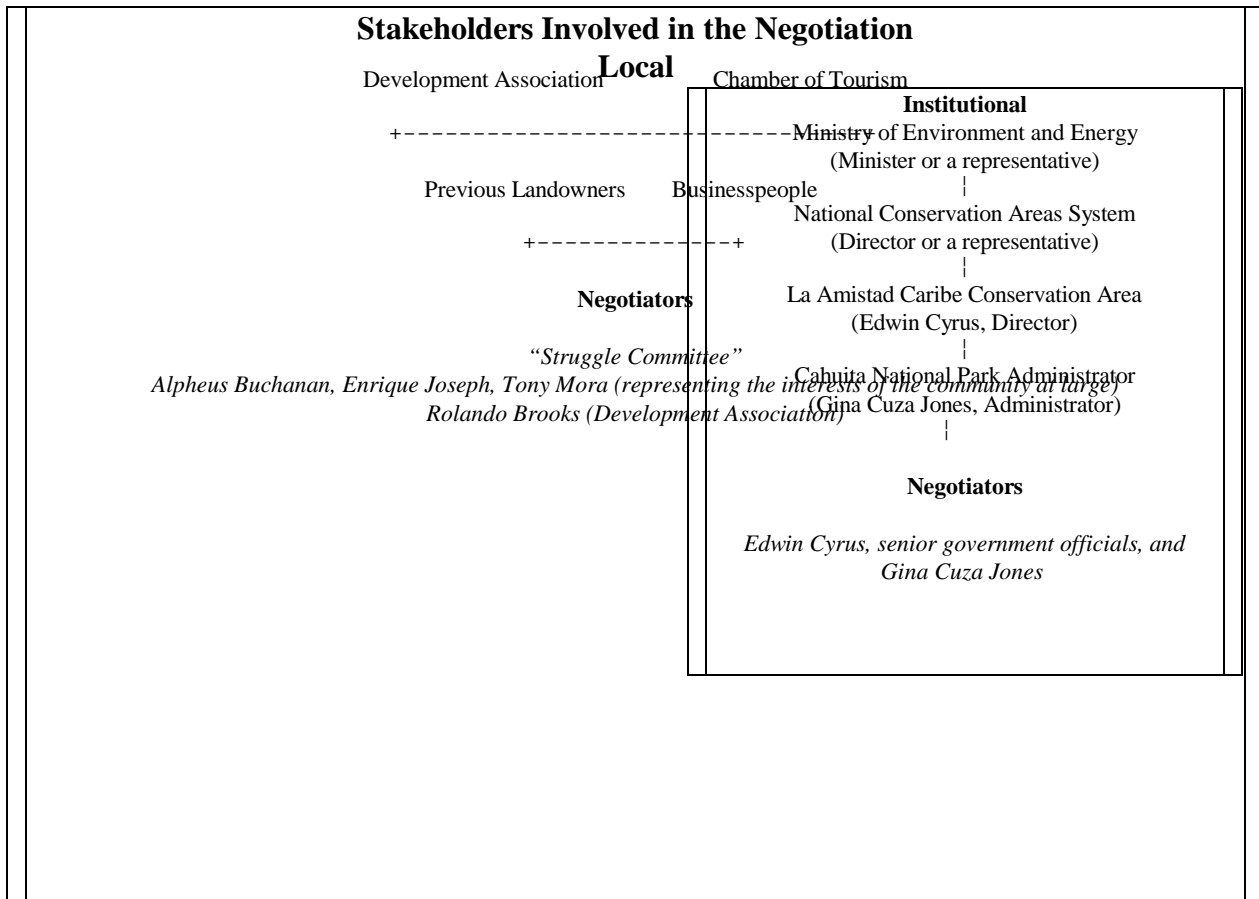 Stakeholders Involved in the Negotiation
Local
Development Association Chamber of Tourism
Previous Landowners Businesspeople
Negotiators
“Struggle Committee”
Alpheus Buchanan, Enrique Joseph, Tony Mora (representing the interests of the community at large)
Rolando Brooks (Development Association)
Institutional
Ministry of Environment and Energy
(Minister or a representative)
National Conservation Areas System
(Director or a representative)
La Amistad Caribe Conservation Area
(Edwin Cyrus, Director)
Cahuita National Park Administrator
(Gina Cuza Jones, Administrator)
Negotiators
Edwin Cyrus, senior government officials, and
Gina Cuza Jones